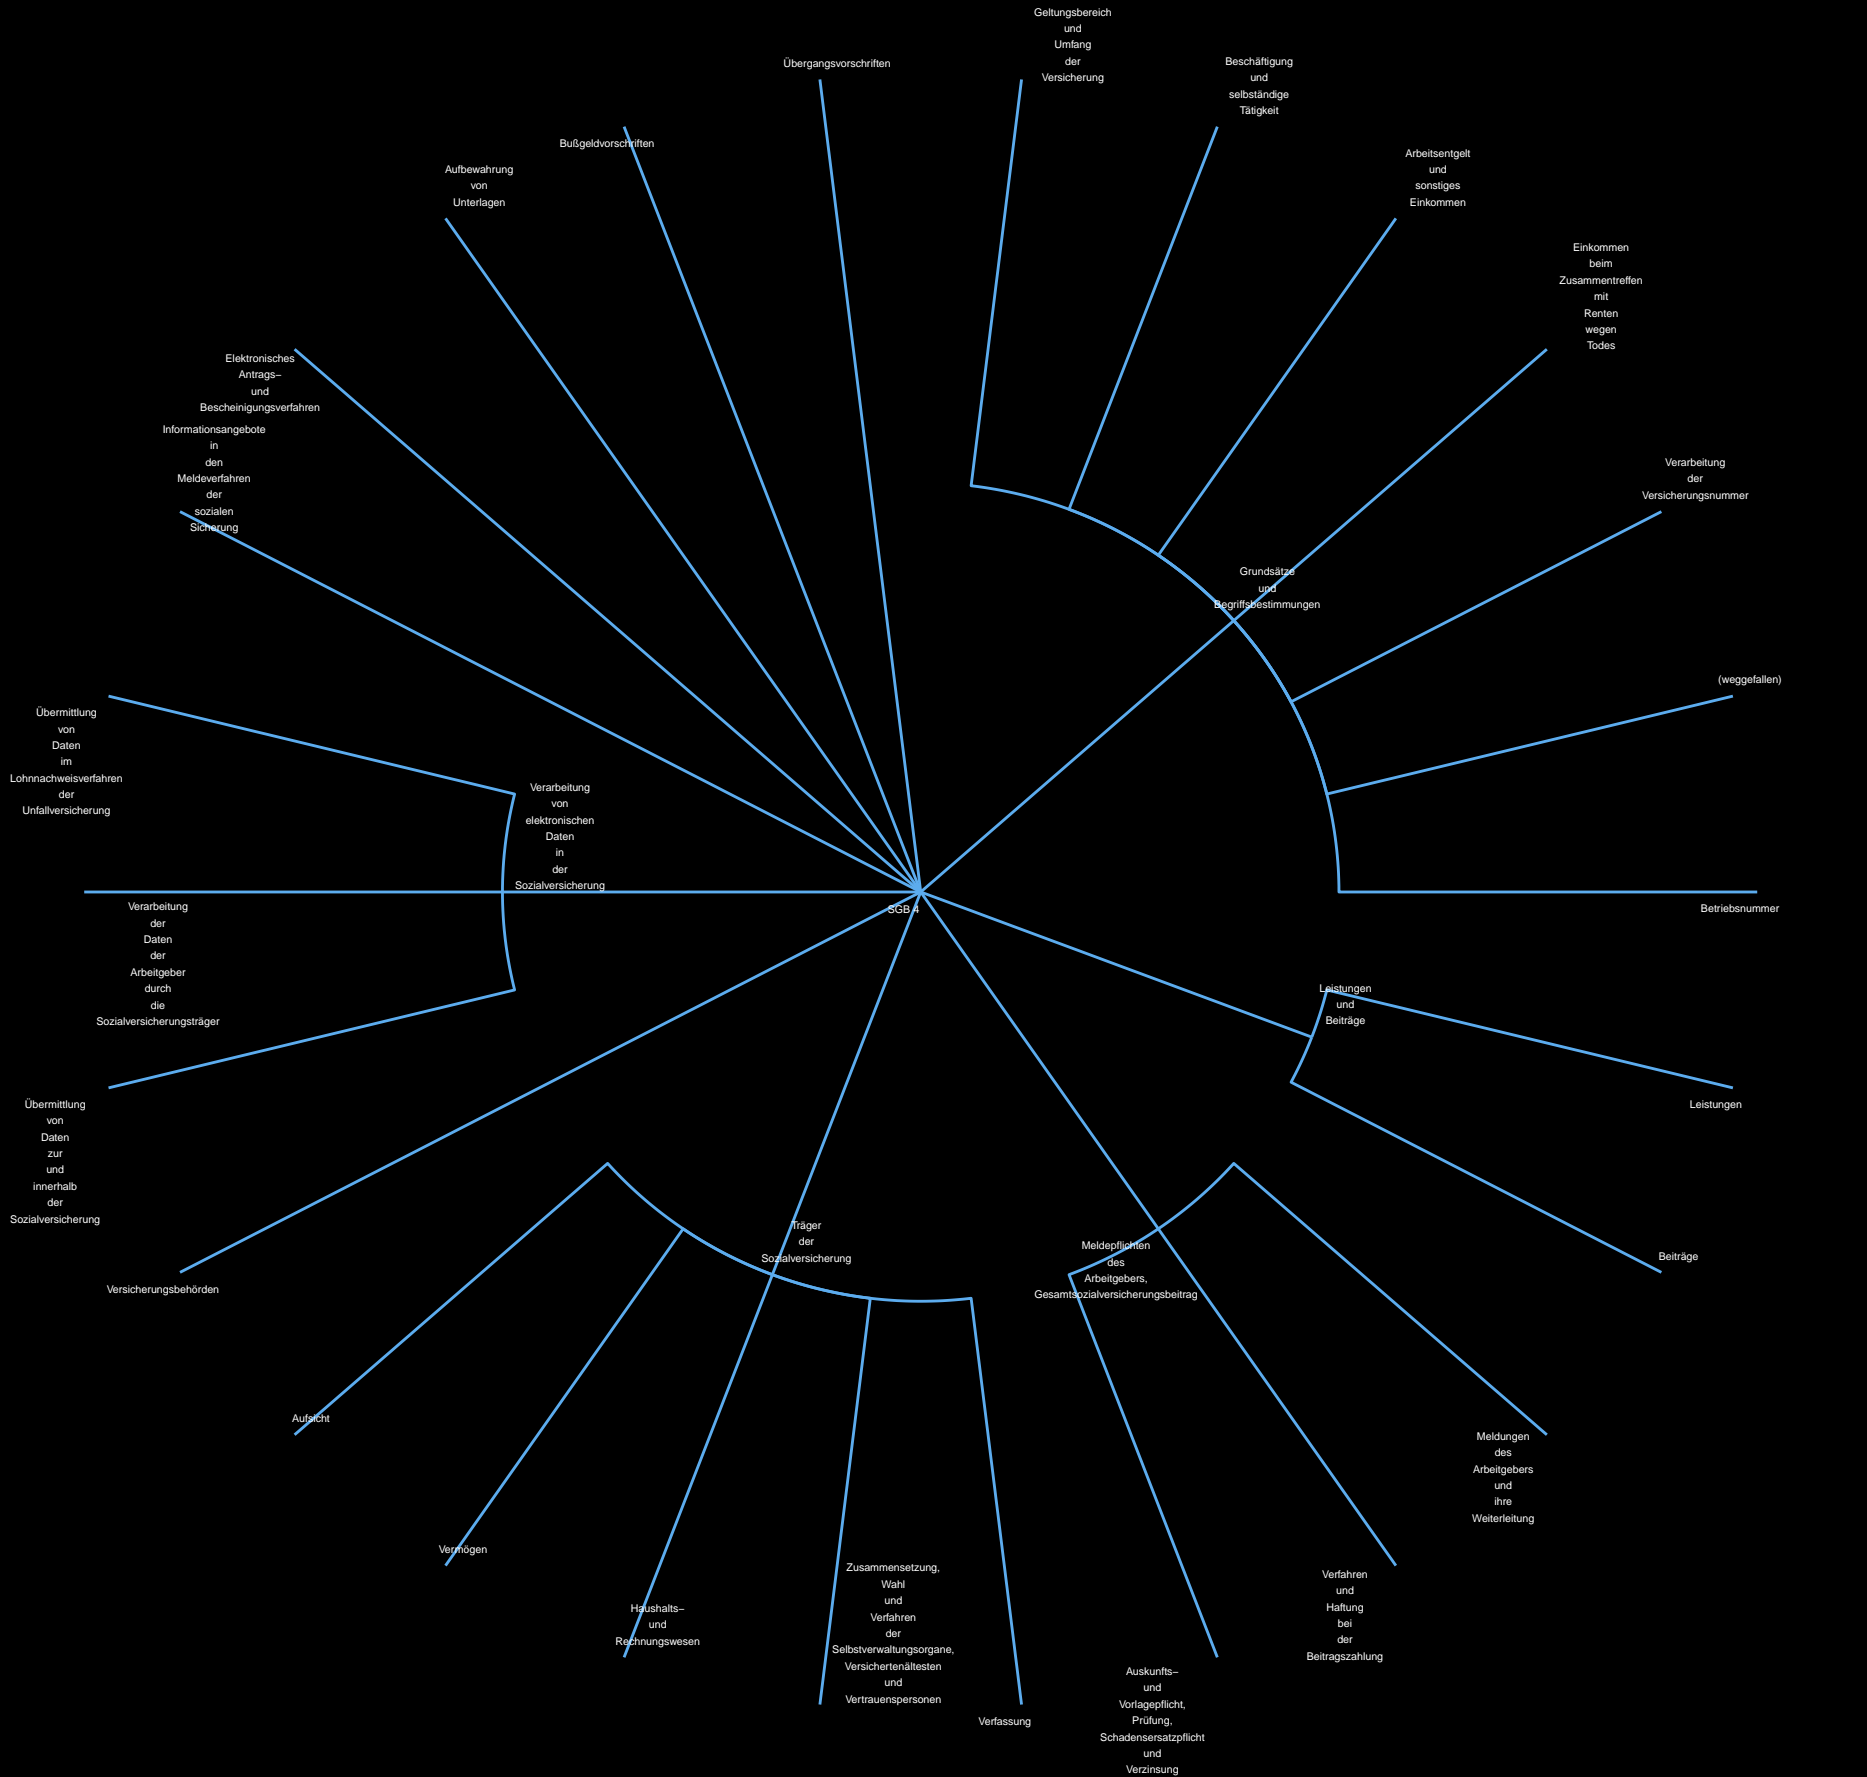 Geltungsbereich
und
Umfang
der
Versicherung
Übergangsvorschriften
Beschäftigung
und
selbständige
Tätigkeit
Bußgeldvorschriften
Arbeitsentgelt
und
sonstiges
Einkommen
Aufbewahrung
von
Unterlagen
Einkommen
beim
Zusammentreffen
mit
Renten
wegen
Todes
Elektronisches
Antrags–
und
Bescheinigungsverfahren
Informationsangebote
in
den
Meldeverfahren
der
sozialen
Sicherung
Verarbeitung
der
Versicherungsnummer
Grundsätze
und
Begriffsbestimmungen
(weggefallen)
Übermittlung
von
Daten
im
Lohnnachweisverfahren
der
Unfallversicherung
Verarbeitung
von
elektronischen
Daten
in
der
Sozialversicherung
SGB 4
Betriebsnummer
Verarbeitung
der
Daten
der
Arbeitgeber
durch
die
Sozialversicherungsträger
Leistungen
und
Beiträge
Leistungen
Übermittlung
von
Daten
zur
und
innerhalb
der
Sozialversicherung
Träger
der
Sozialversicherung
Meldepflichten
des
Arbeitgebers,
Gesamtsozialversicherungsbeitrag
Beiträge
Versicherungsbehörden
Aufsicht
Meldungen
des
Arbeitgebers
und
ihre
Weiterleitung
Vermögen
Zusammensetzung,
Wahl
und
Verfahren
der
Selbstverwaltungsorgane,
Versichertenältesten
und
Vertrauenspersonen
Verfahren
und
Haftung
bei
der
Beitragszahlung
Haushalts–
und
Rechnungswesen
Verfassung
Auskunfts–
und
Vorlagepflicht,
Prüfung,
Schadensersatzpflicht
und
Verzinsung